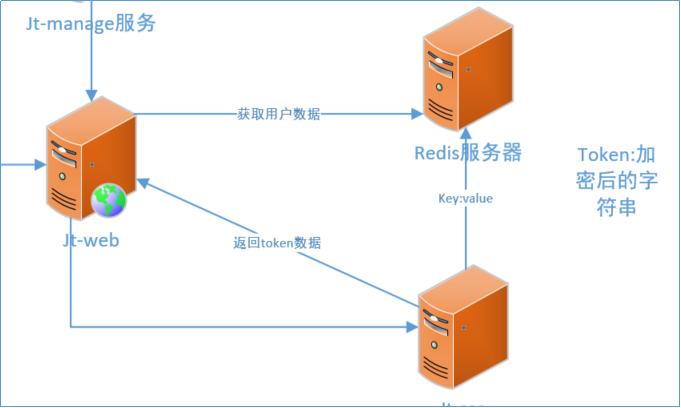 Jt-manage服务
获取用户数据
Redis服务器
Token:加
密后的字
符串
Key:value
Jt-web
返回token数据